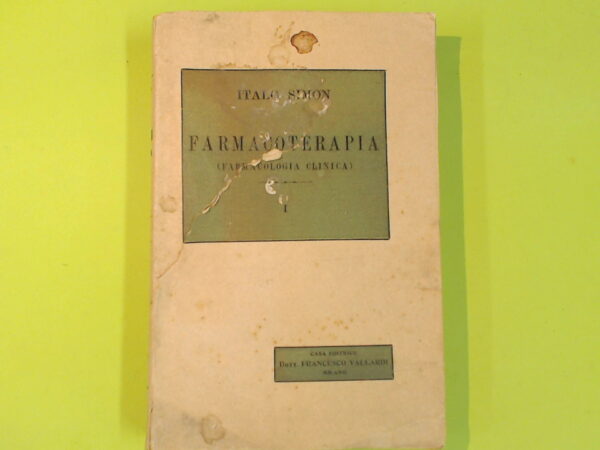 ITALO SIMON
FARMACOTERAPIA
(FARMACOLOGIA CLINICA)
I
CASA EDITRICE
DOTT. FRANCESCO VALLARDI
MILANO